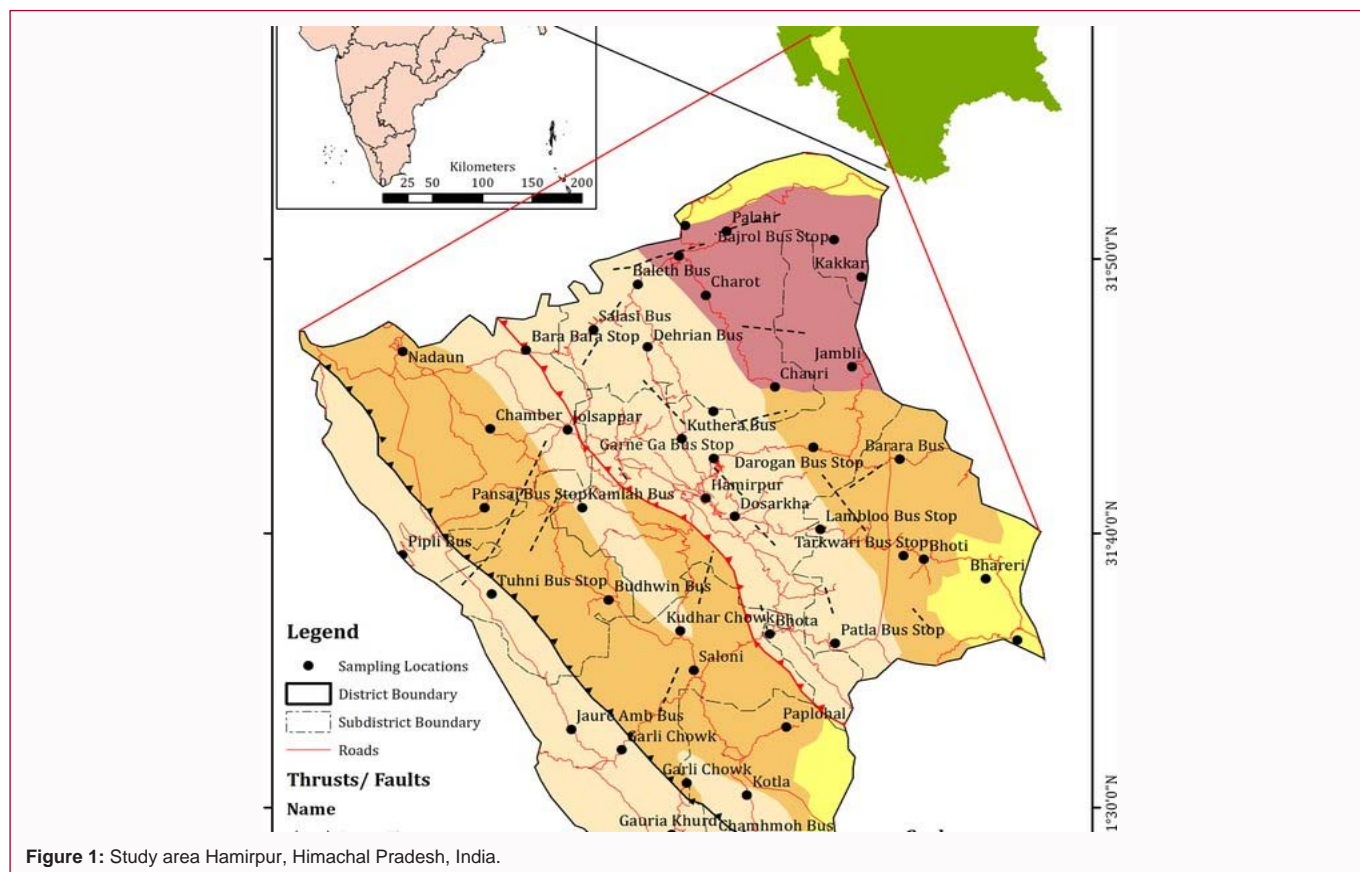 Kilometers
0 25 50 100 150 200
Palahi
Bajrol Bus Stop
31°50'0"N
Baleth Bus
Kakkar
Charot
Salasi Bus
Bara Bara Stop
Dehrian Bus
Nadaun
Jambli
Chauri
Chamber
Jolsappar
Kuthera Bus
Garne Ga Bus Stop
Darogan Bus Stop
Barara Bus
Hamirpur
Pansai Bus Stop
Kamlah Bus
Dosarkha
Lambloo Bus Stop
31°40'0"N
Tarkwari Bus Stop
Bhoti
Pipli Bus
Bhareri
Tuhni Bus Stop
Budhwin Bus
Kudhar Chowk
Bhota
Patla Bus Stop
Legend
Sampling Locations
Saloni
District Boundary
Subdistrict Boundary
Jaure Amb Bus
Paplohal
Roads
Garli Chowk
Thrusts/ Faults
Garli Chowk
Kotla
Name
1°30'0"N
Gauria Khurd
Chamhmoh Bus
Figure 1: Study area Hamirpur, Himachal Pradesh, India.